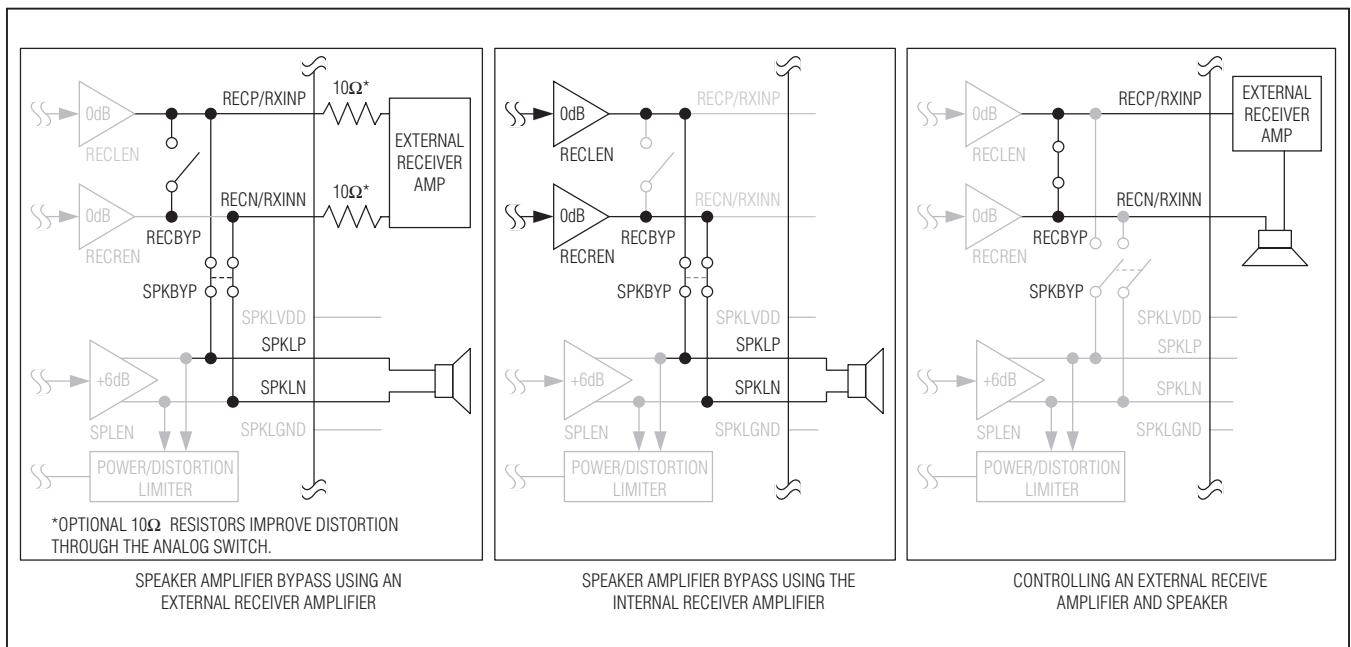 0dB
RECLEN
RECP/RXINP
10Ω*
EXTERNAL
RECEIVER
AMP
0dB
RECREN
RECBYP
RECN/RXINN
10Ω*
SPKBYP
SPKLVDD
SPKLP
+6dB
SPLEN
SPKLN
SPKLGND
POWER/DISTORTION
LIMITER
*OPTIONAL 10Ω RESISTORS IMPROVE DISTORTION
THROUGH THE ANALOG SWITCH.
SPEAKER AMPLIFIER BYPASS USING AN
EXTERNAL RECEIVER AMPLIFIER
0dB
RECLEN
RECP/RXINP
0dB
RECREN
RECBYP
RECN/RXINN
SPKBYP
SPKLVDD
SPKLP
+6dB
SPLEN
SPKLN
SPKLGND
POWER/DISTORTION
LIMITER
SPEAKER AMPLIFIER BYPASS USING THE
INTERNAL RECEIVER AMPLIFIER
0dB
RECLEN
RECP/RXINP
EXTERNAL
RECEIVER
AMP
0dB
RECREN
RECBYP
RECN/RXINN
SPKBYP
SPKLVDD
SPKLP
+6dB
SPLEN
SPKLN
SPKLGND
POWER/DISTORTION
LIMITER
CONTROLLING AN EXTERNAL RECEIVE
AMPLIFIER AND SPEAKER